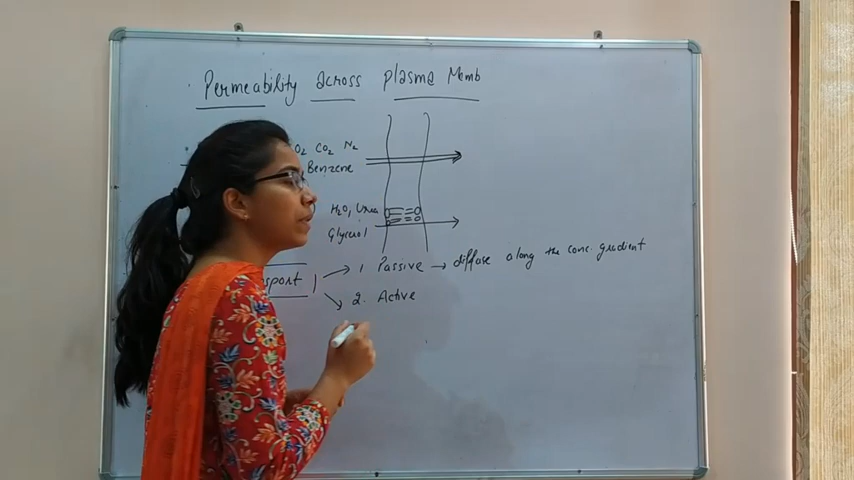 Permeability across plasma Memb
O2 CO2 N2
Benzene
H2O, Urea
Glycerol
sport
1. Passive → diffuse along the conc. gradient
2. Active